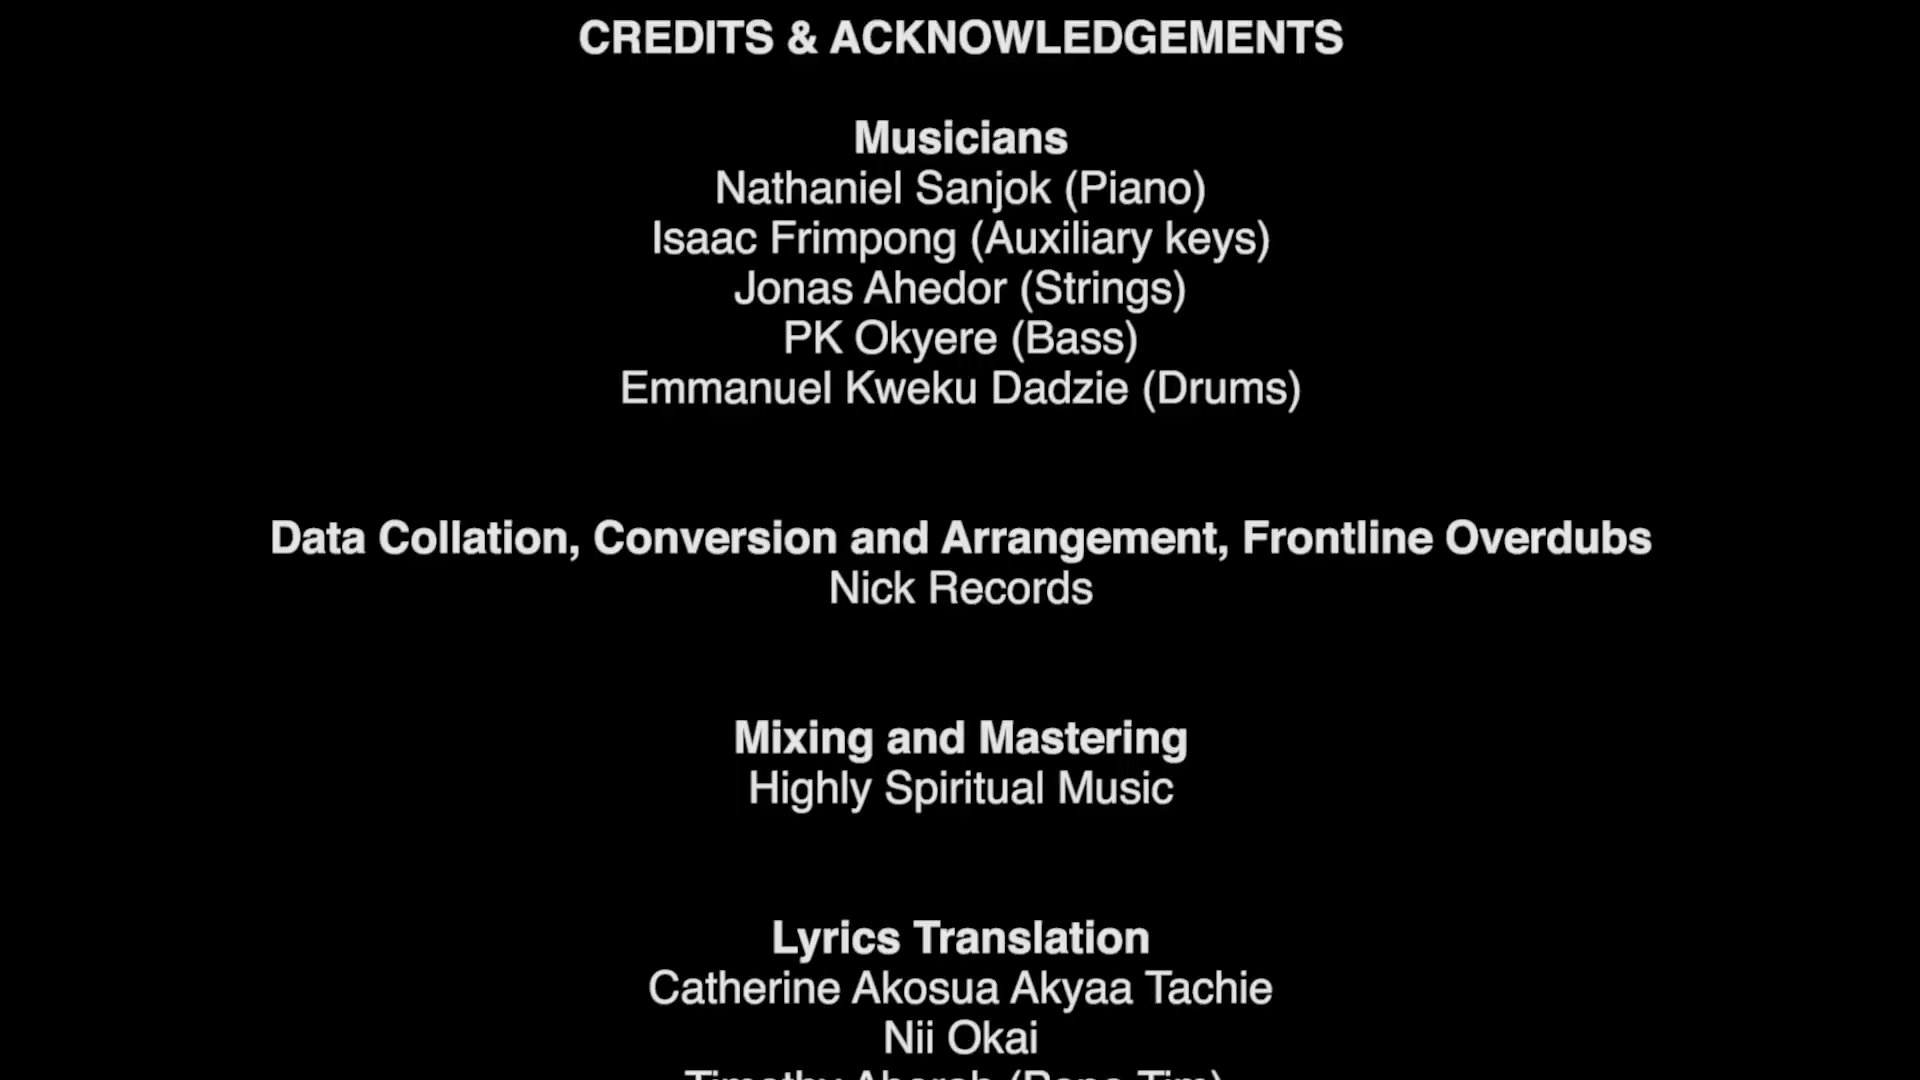 CREDITS & ACKNOWLEDGEMENTS
Musicians
Nathaniel Sanjok (Piano)
Isaac Frimpong (Auxiliary keys)
Jonas Ahedor (Strings)
PK Okyere (Bass)
Emmanuel Kweku Dadzie (Drums)
Data Collation, Conversion and Arrangement, Frontline Overdubs
Nick Records
Mixing and Mastering
Highly Spiritual Music
Lyrics Translation
Catherine Akosua Akyaa Tachie
Nii Okai
Timothy